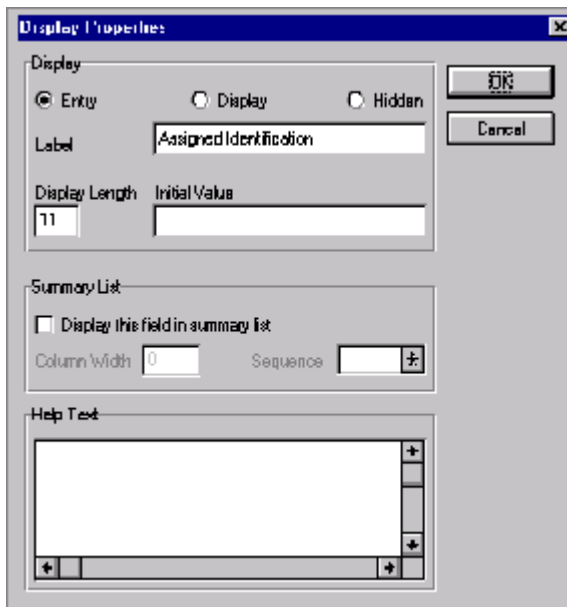 Display Properties
Display
OK
Entry Display Hidden
Cancel
Label Assigned Identification
Display Length Initial Value
11
Summary List
Display this field in summary list
Column Width 0 Sequence
Help Text